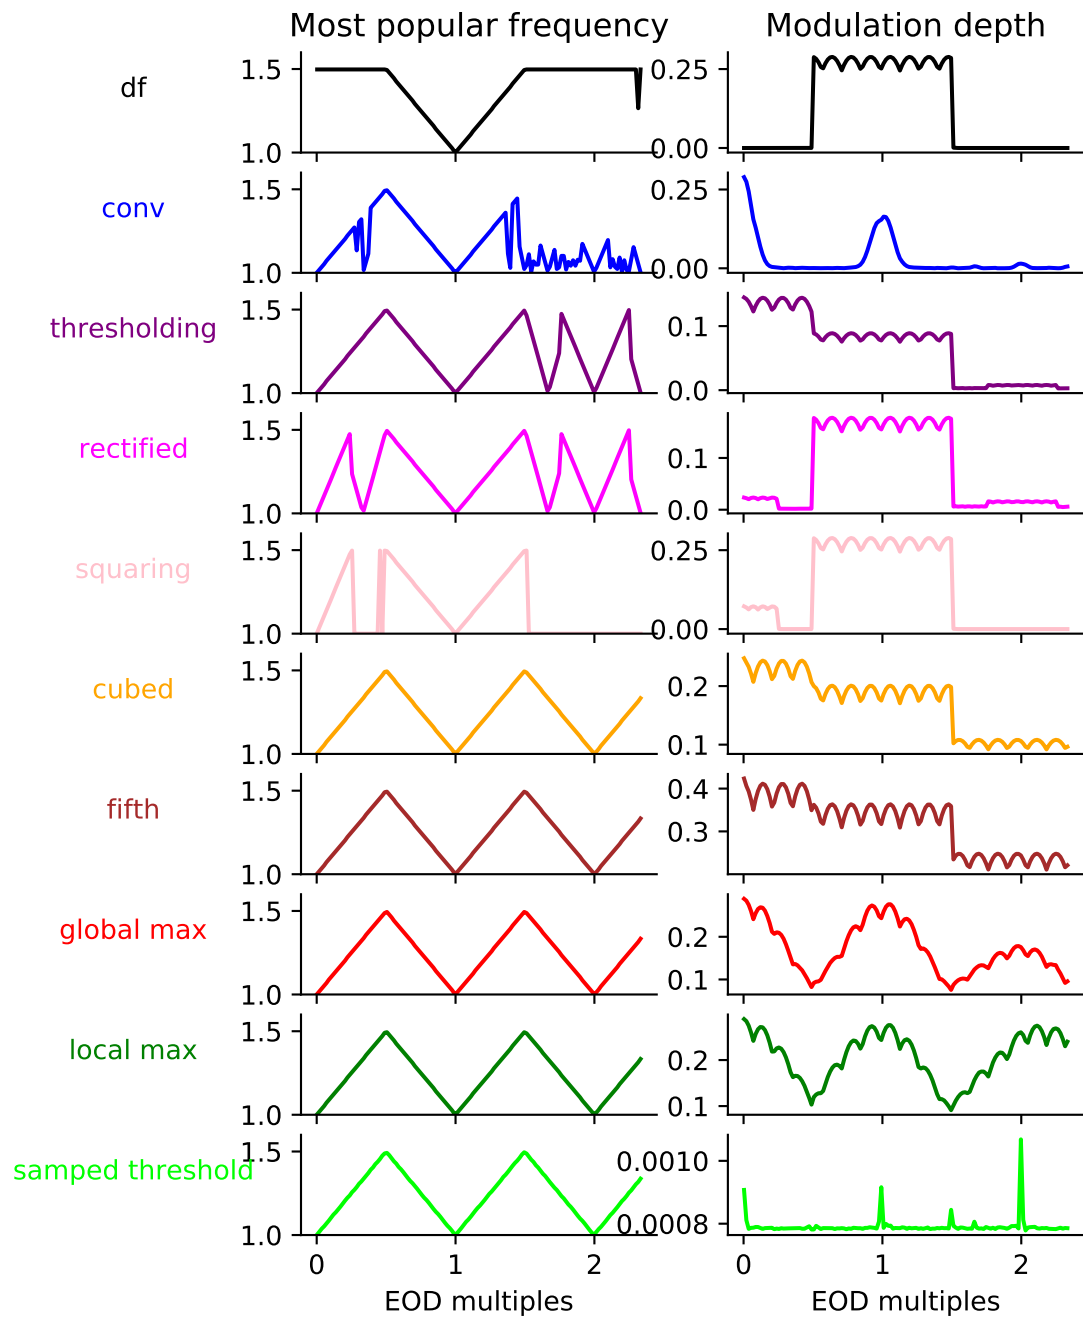 Most popular frequency Modulation depth
df 1.5 1.0 0.25 0.00
conv 1.5 1.0 0.25 0.00
thresholding 1.5 1.0 0.1 0.0
rectified 1.5 1.0 0.1 0.0
squaring 1.5 1.0 0.25 0.00
cubed 1.5 1.0 0.2 0.1
fifth 1.5 1.0 0.4 0.3
global max 1.5 1.0 0.2 0.1
local max 1.5 1.0 0.2 0.1
samped threshold 1.5 1.0 0.0010 0.0008
0 1 2 0 1 2
EOD multiples EOD multiples